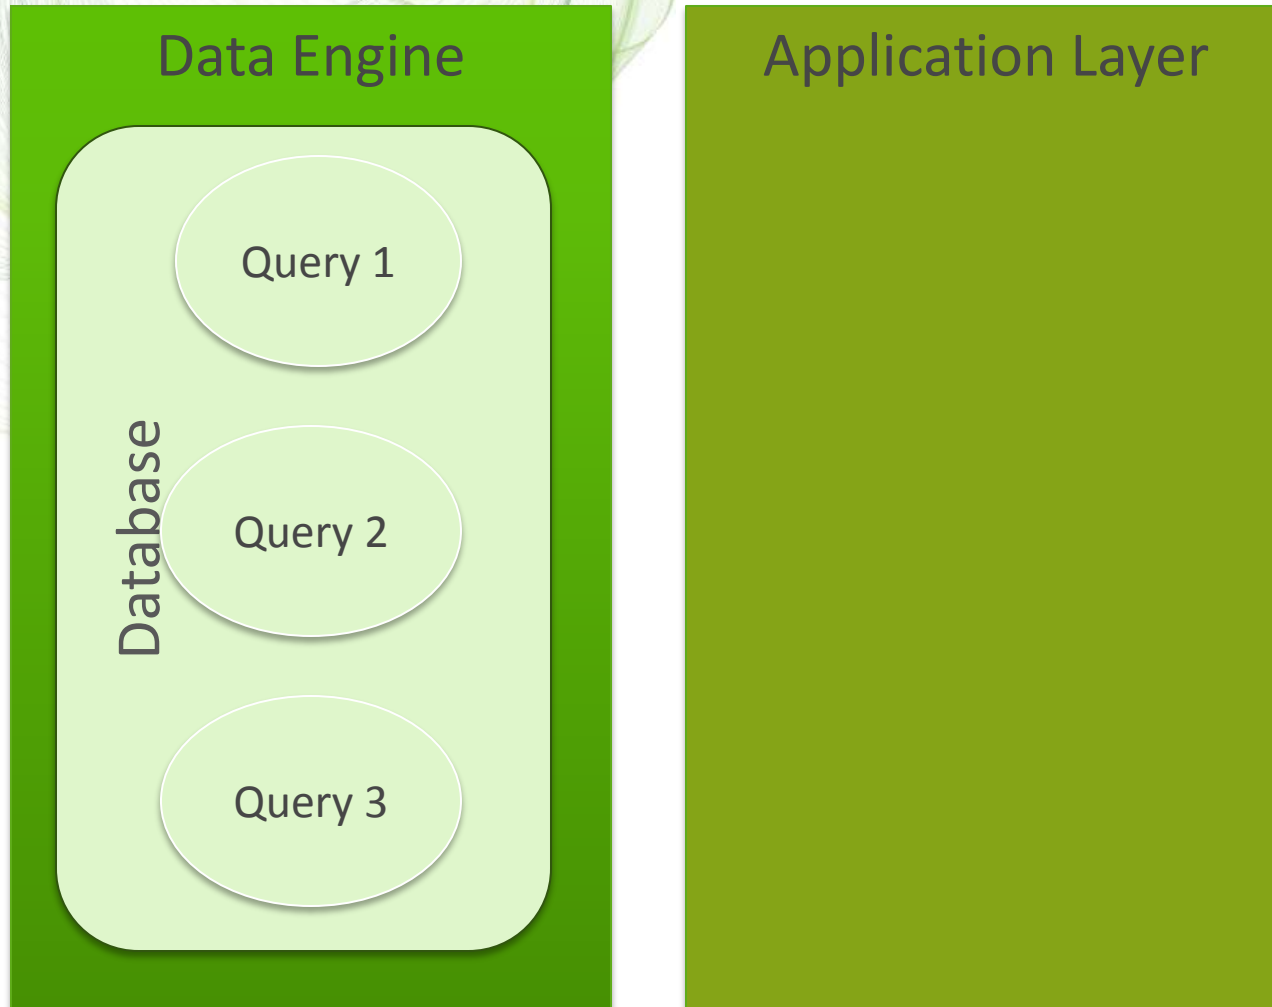 Data Engine
Application Layer
Query 1
Database
Query 2
Query 3